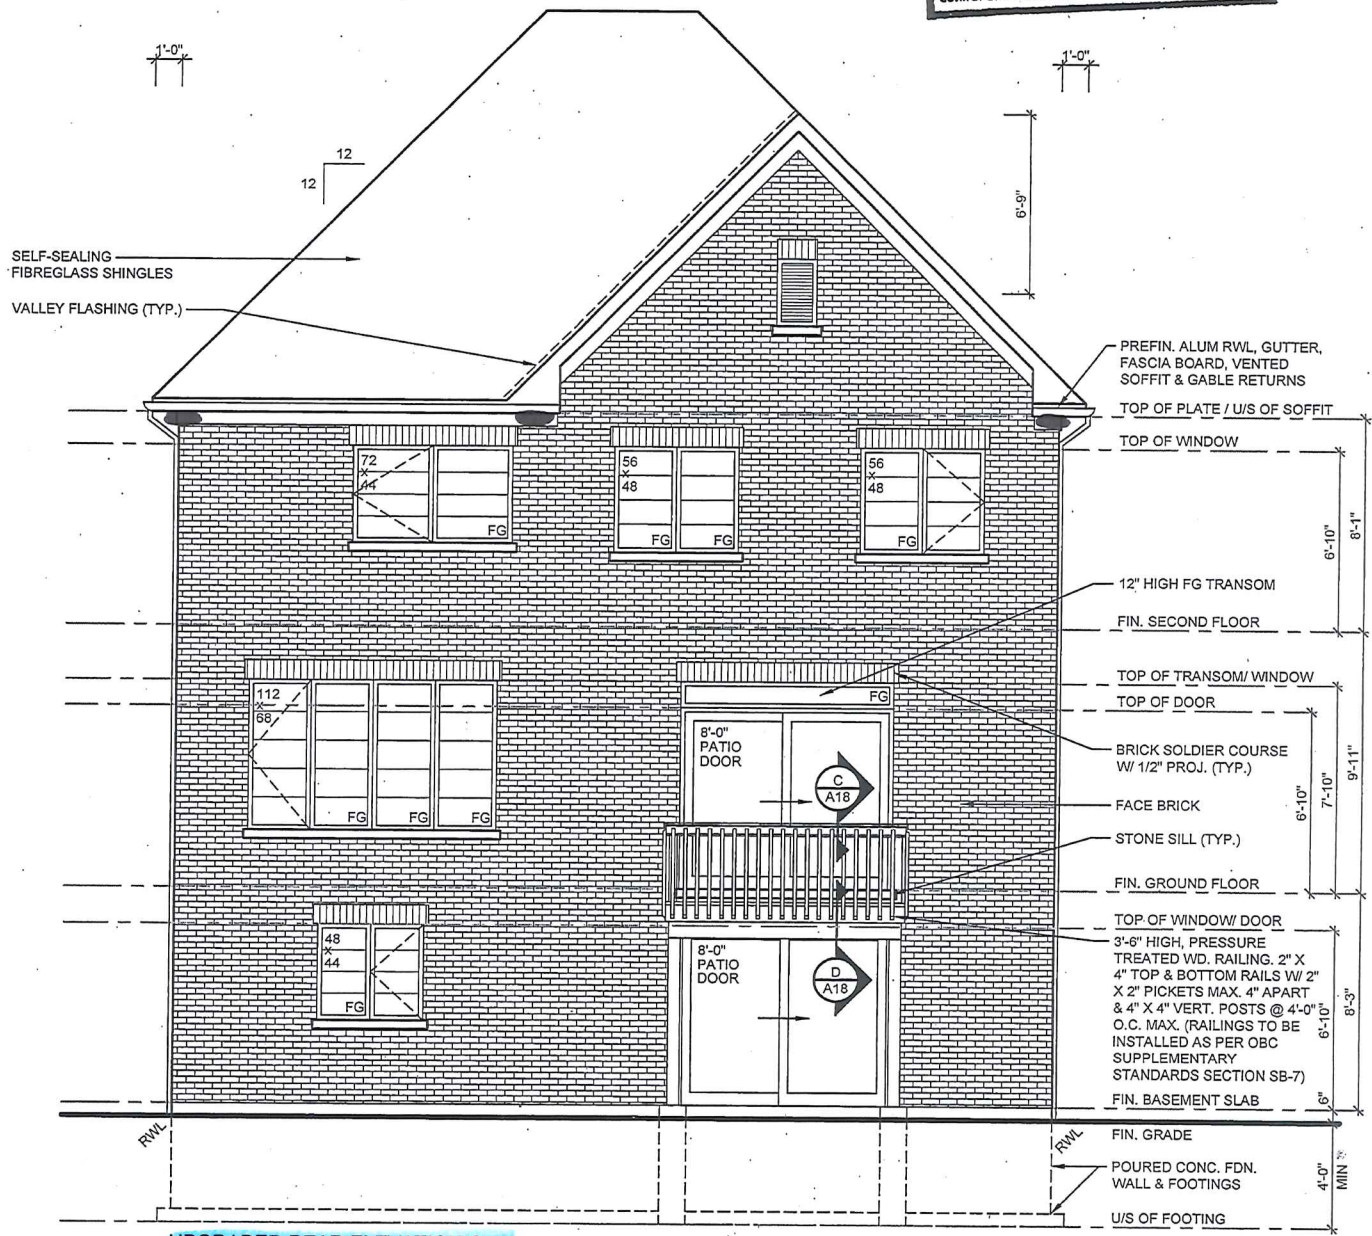 1'-0"
1'-0"
12
12
6'-9"
SELF-SEALING
FIBREGLASS SHINGLES
VALLEY FLASHING (TYP.)
PREFIN. ALUM RWL, GUTTER,
FASCIA BOARD, VENTED
SOFFIT & GABLE RETURNS
TOP OF PLATE / U/S OF SOFFIT
TOP OF WINDOW
72
X
44
FG
56
X
48
FG
FG
56
X
48
FG
6'-10"
8'-1"
12" HIGH FG TRANSOM
FIN. SECOND FLOOR
TOP OF TRANSOM/ WINDOW
TOP OF DOOR
112
X
68
FG
FG
FG
FG
8'-0"
PATIO
DOOR
C
A18
BRICK SOLDIER COURSE
W/ 1/2" PROJ. (TYP.)
FACE BRICK
STONE SILL (TYP.)
6'-10"
7'-10"
9'-11"
FIN. GROUND FLOOR
TOP OF WINDOW/ DOOR
48
X
44
FG
8'-0"
PATIO
DOOR
D
A18
3'-6" HIGH, PRESSURE
TREATED WD. RAILING. 2" X
4" TOP & BOTTOM RAILS W/ 2"
X 2" PICKETS MAX. 4" APART
& 4" X 4" VERT. POSTS @ 4'-0"
O.C. MAX. (RAILINGS TO BE
INSTALLED AS PER OBC
SUPPLEMENTARY
STANDARDS SECTION SB-7)
6'-10"
8'-3"
FIN. BASEMENT SLAB
6"
RWL
RWL
FIN. GRADE
POURED CONC. FDN.
WALL & FOOTINGS
4'-0"
MIN
U/S OF FOOTING